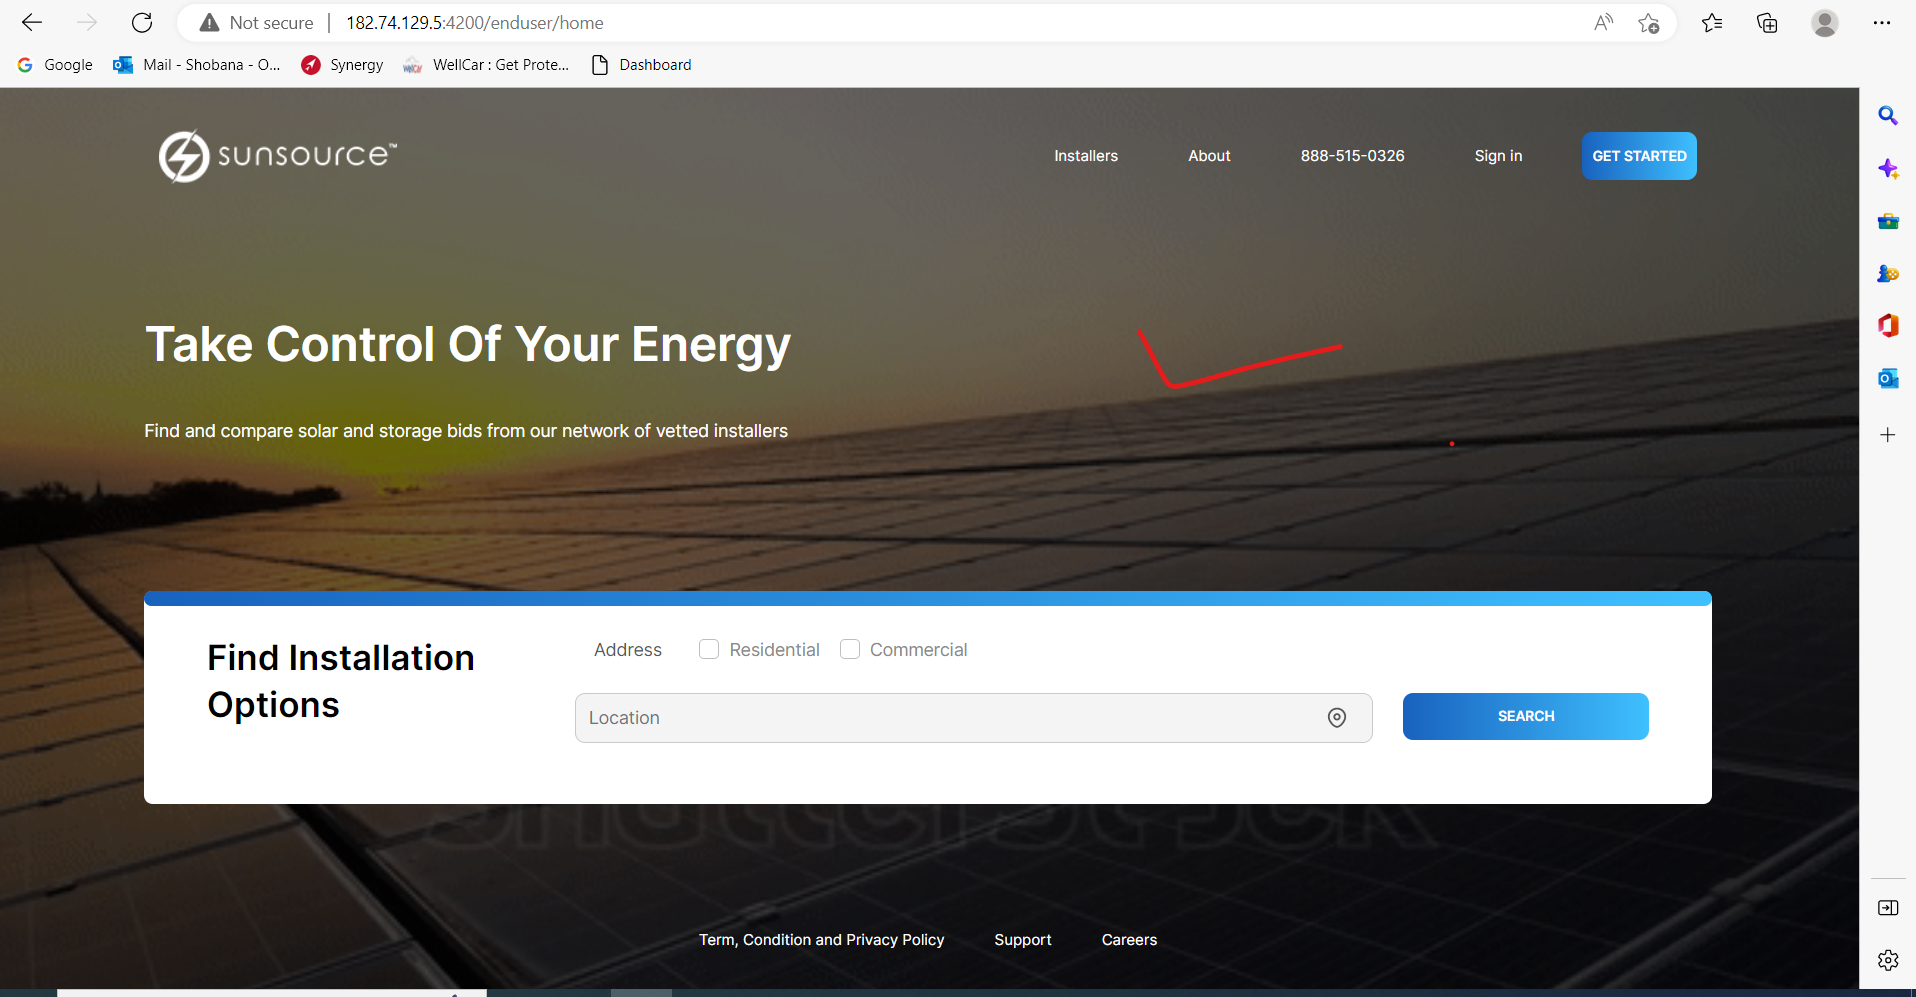 Not secure | 182.74.129.5:4200/enduser/home
Google Mail - Shobana - O... Synergy WellCar : Get Prote... Dashboard
sunsource™ Installers About 888-515-0326 Sign in GET STARTED
Take Control Of Your Energy
Find and compare solar and storage bids from our network of vetted installers
Find Installation
Options
Address Residential Commercial
Location SEARCH
shutterstock
Term, Condition and Privacy Policy Support Careers